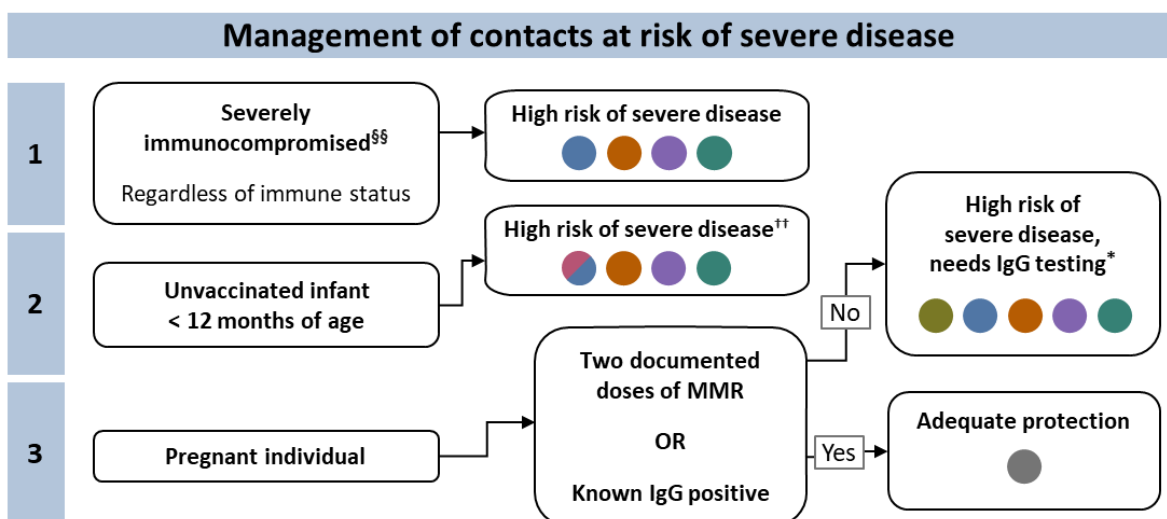 Management of contacts at risk of severe disease
1
Severely
immunocompromised§§
Regardless of immune status
High risk of severe disease
2
Unvaccinated infant
< 12 months of age
High risk of severe disease††
3
Pregnant individual
Two documented
doses of MMR
OR
Known IgG positive
No
High risk of
severe disease,
needs IgG testing*
Yes
Adequate protection